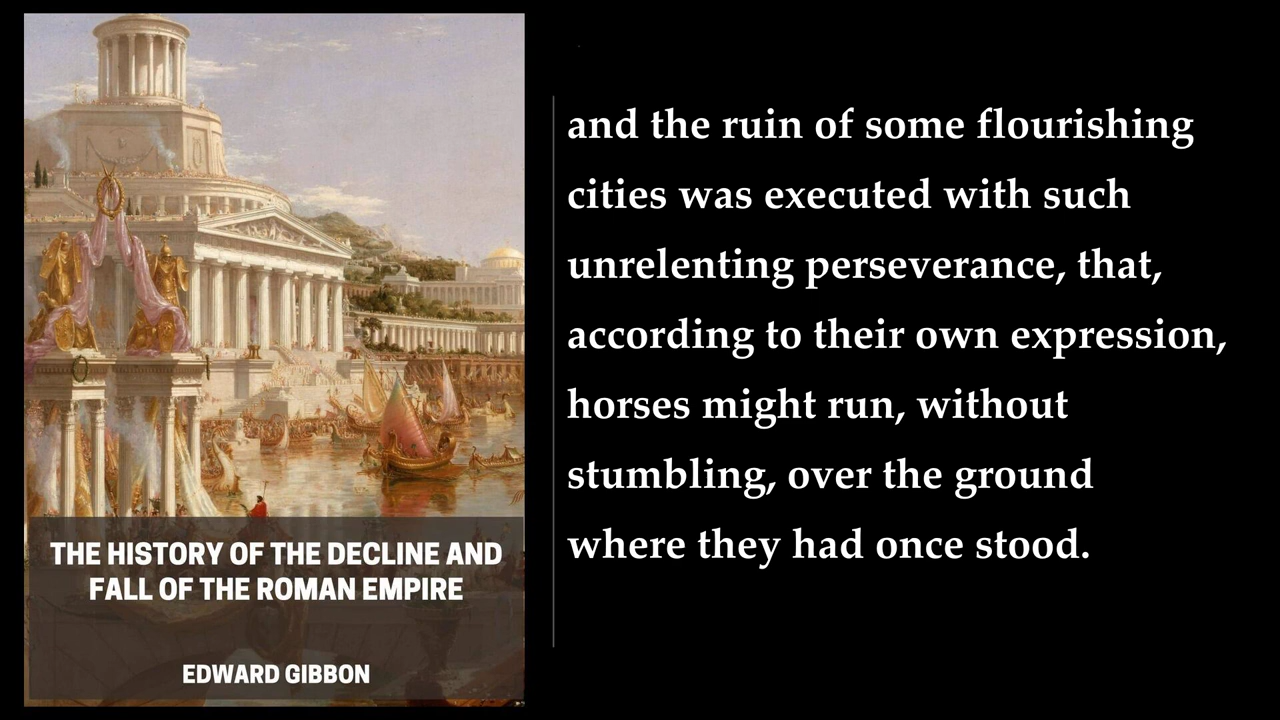 THE HISTORY OF THE DECLINE AND
FALL OF THE ROMAN EMPIRE
EDWARD GIBBON
and the ruin of some flourishing
cities was executed with such
unrelenting perseverance, that,
according to their own expression,
horses might run, without
stumbling, over the ground
where they had once stood.